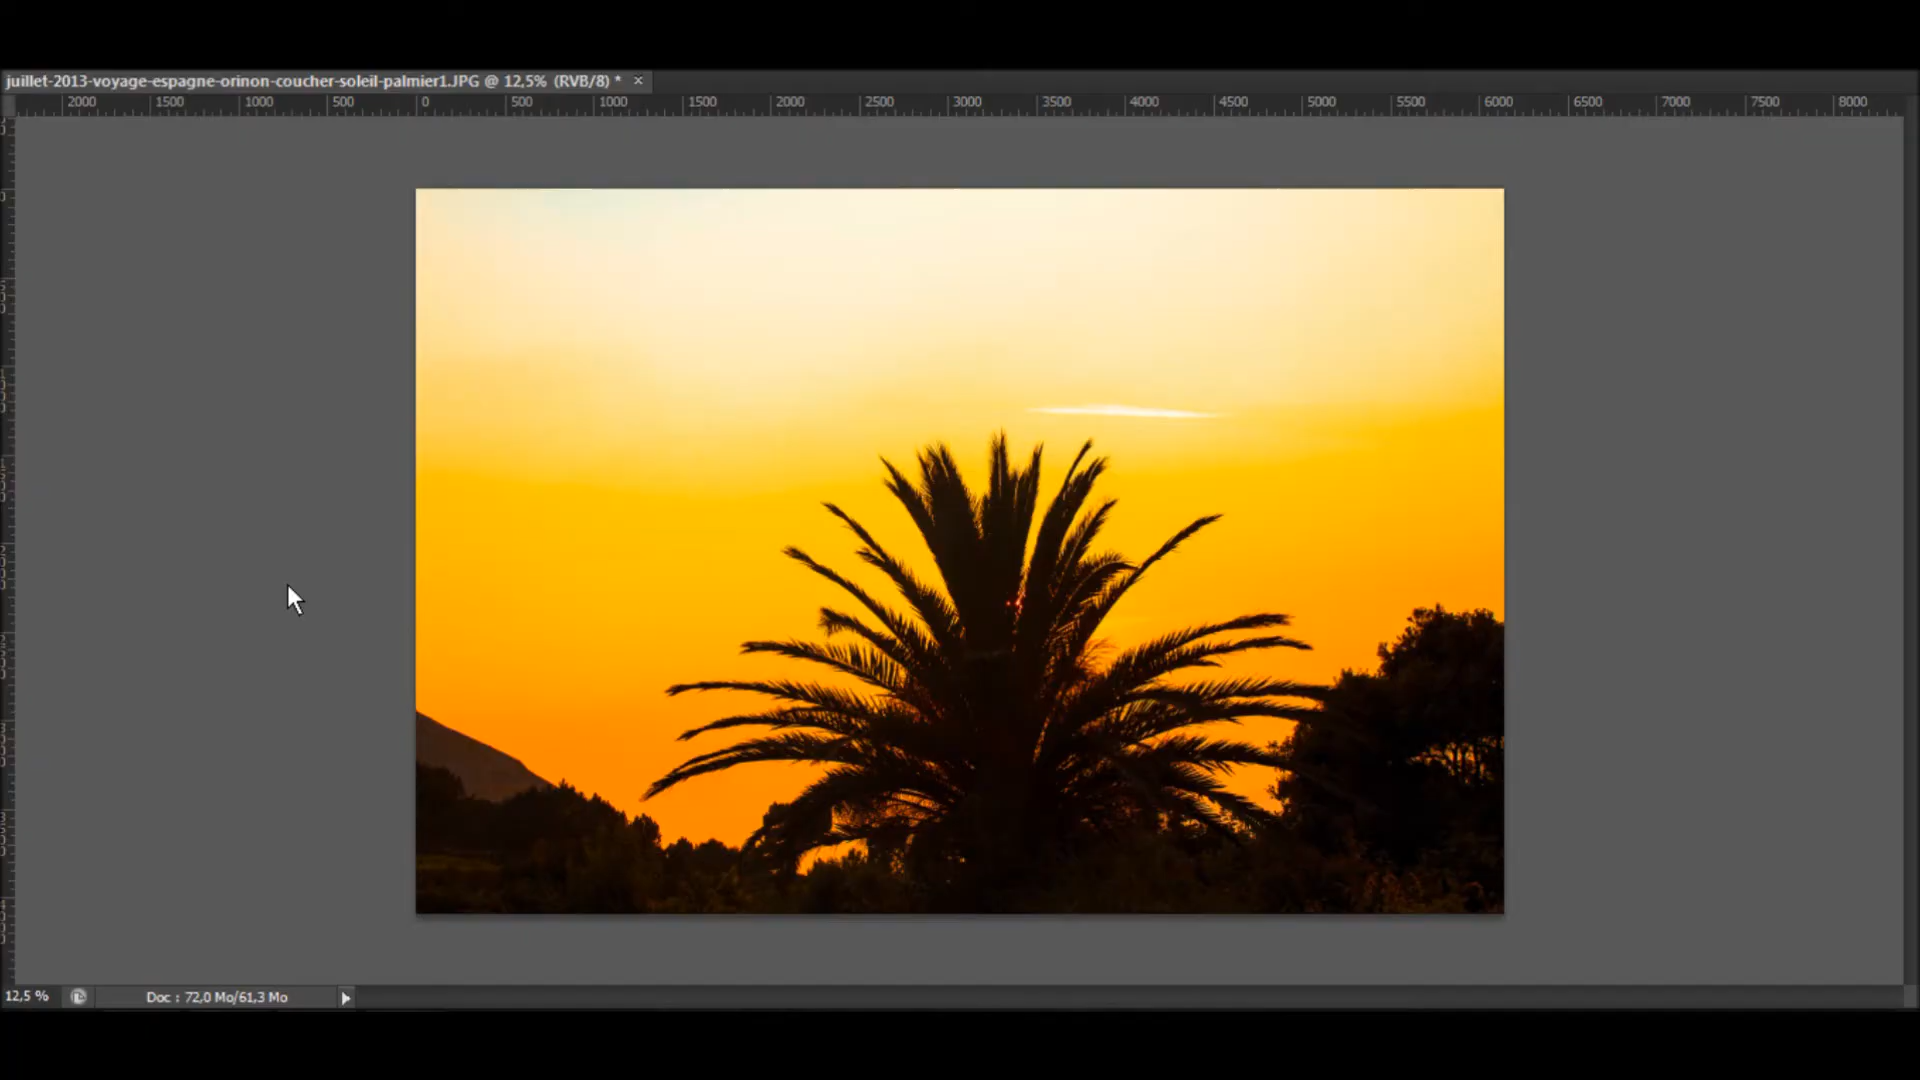 juillet-2013-voyage-espagne-orinon-coucher-soleil-palmier1.JPG @ 12,5% (RVB/8) * ×
2000 1500 1000 500 0 500 1000 1500 2000 2500 3000 3500 4000 4500 5000 5500 6000 6500 7000 7500 8000
12,5 % Doc : 72,0 Mo/61,3 Mo